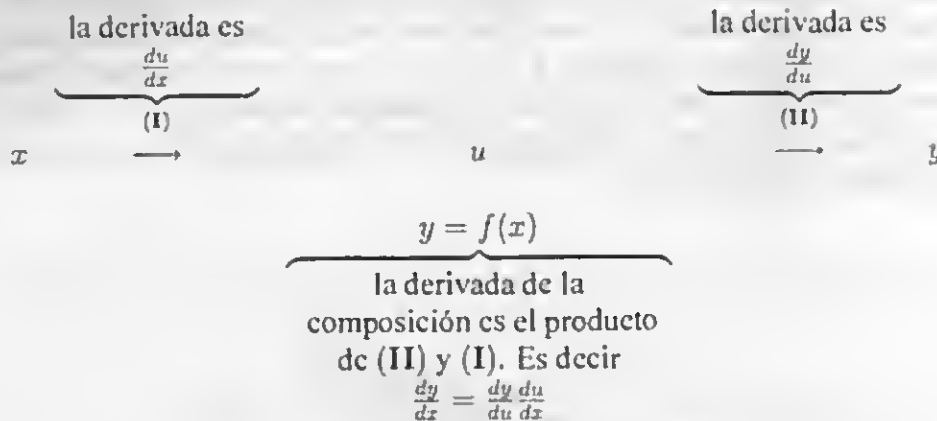 la derivada es la derivada es
du/dx dy/du
(I) (II)
x → u → y
y = f(x)
la derivada de la
composición es el producto
de (II) y (I). Es decir
dy/dx = dy/du du/dx